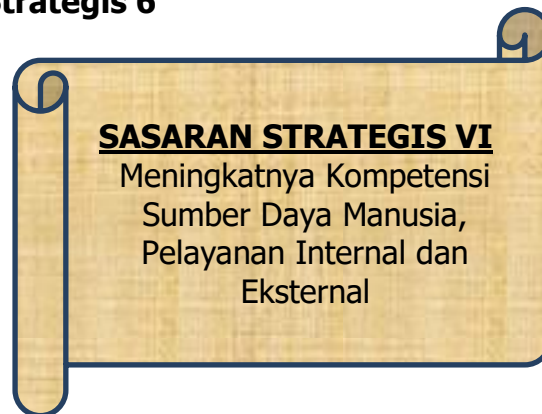 Strategis 6
SASARAN STRATEGIS VI
Meningkatnya Kompetensi
Sumber Daya Manusia,
Pelayanan Internal dan
Eksternal